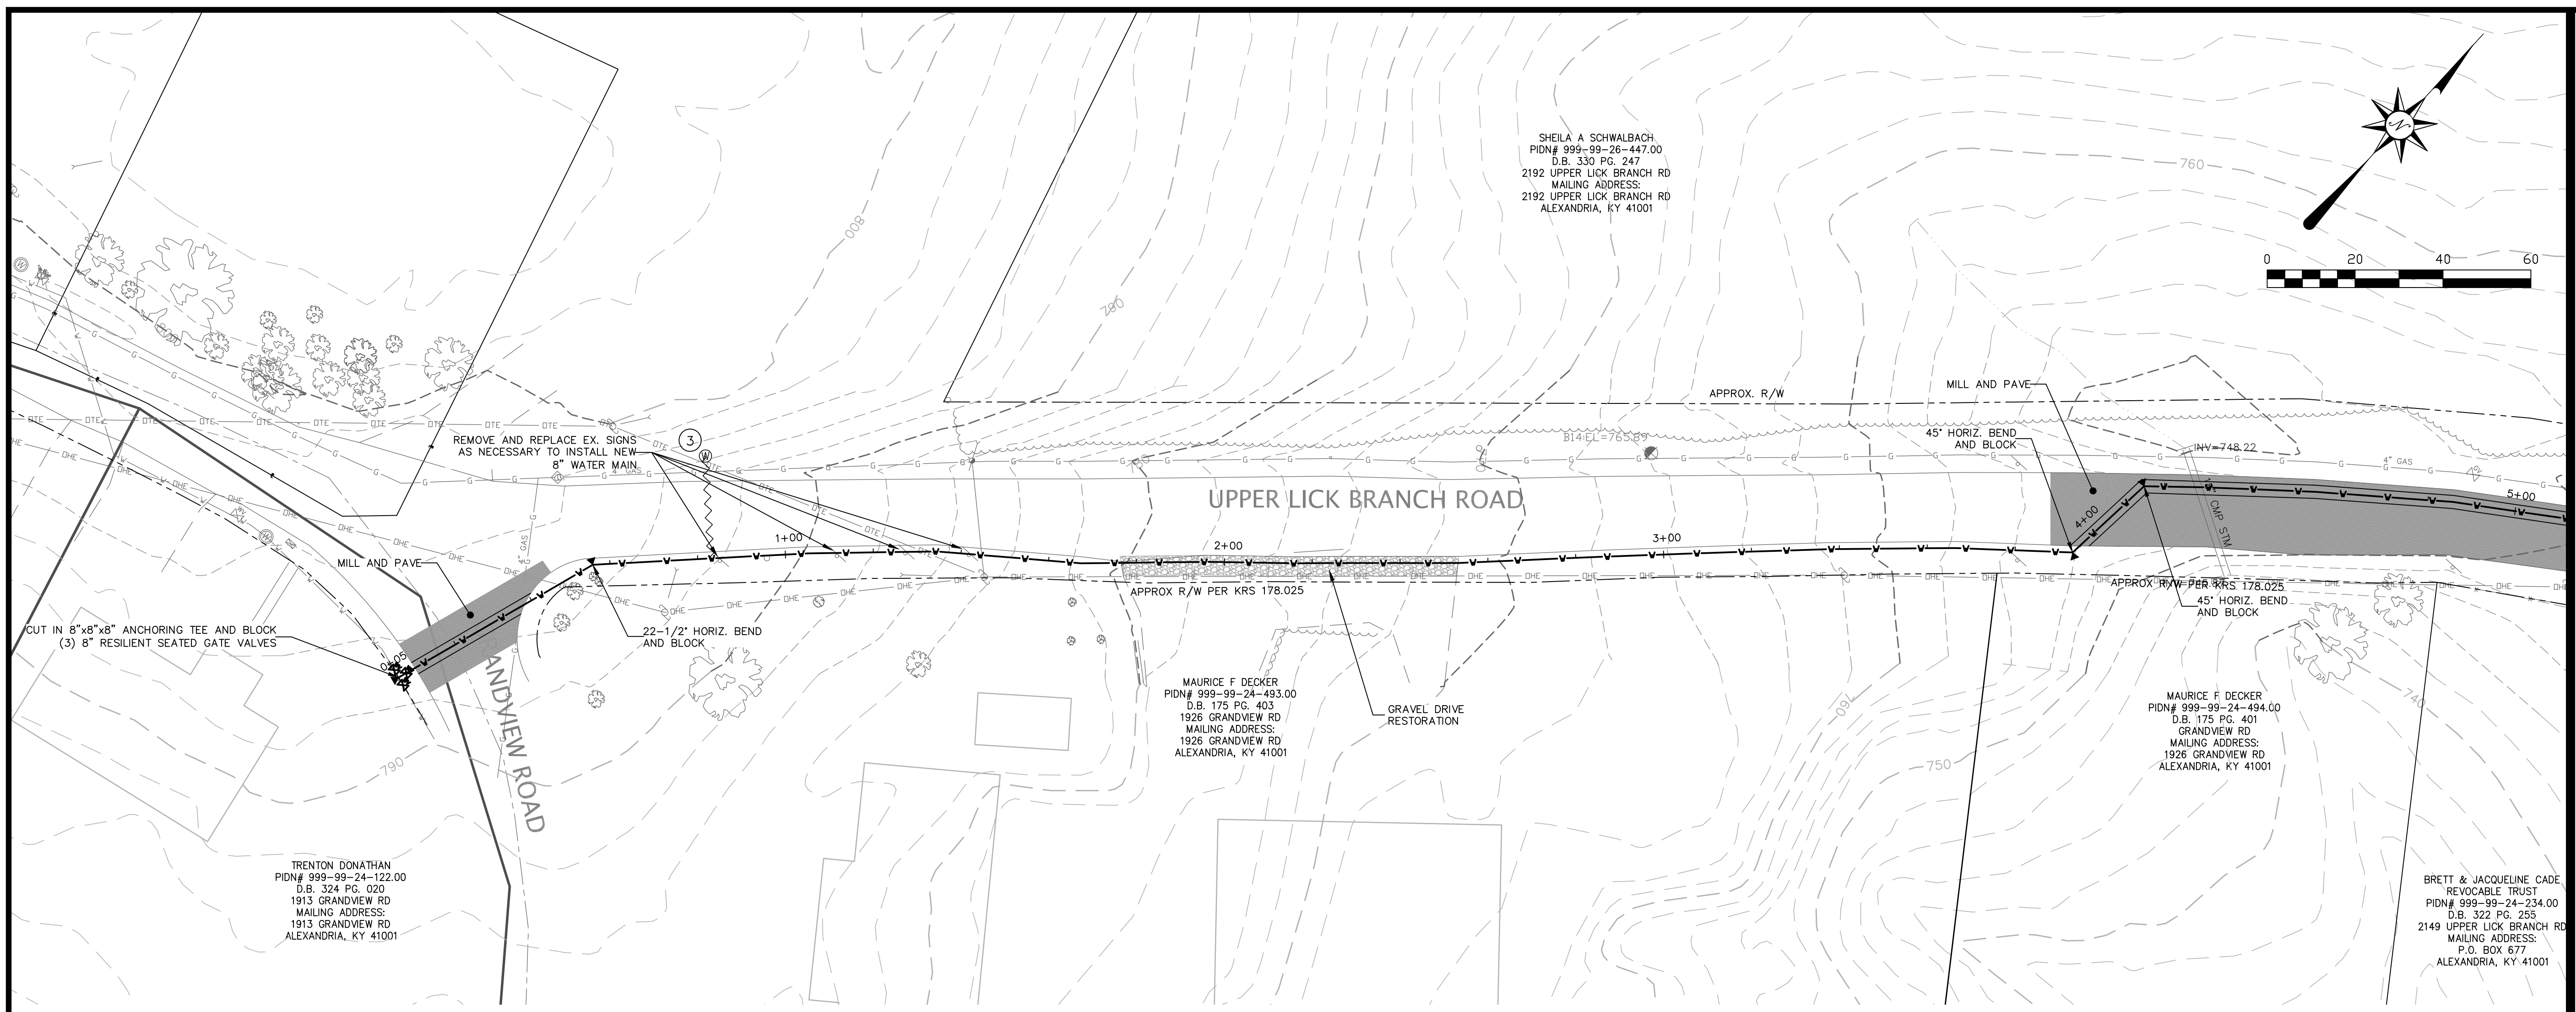 SHEILA A SCHWALBACH
PIDN# 999-99-26-447.00
D.B. 330 PG. 247
2192 UPPER LICK BRANCH RD
MAILING ADDRESS:
2192 UPPER LICK BRANCH RD
ALEXANDRIA, KY 41001
760
N
0 20 40 60
800
790
APPROX. R/W
MILL AND PAVE
45° HORIZ. BEND
AND BLOCK
B14:EL=765.89
INV=748.22
4" GAS
REMOVE AND REPLACE EX. SIGNS
AS NECESSARY TO INSTALL NEW
8" WATER MAIN
3
W
4" GAS
UPPER LICK BRANCH ROAD
CMP STM
1+00
2+00
3+00
4+00
5+00
4" GAS
MILL AND PAVE
APPROX R/W PER KRS 178.025
APPROX R/W PER KRS 178.025
45° HORIZ. BEND
AND BLOCK
22-1/2° HORIZ. BEND
AND BLOCK
CUT IN 8"x8"x8" ANCHORING TEE AND BLOCK
(3) 8" RESILIENT SEATED GATE VALVES
MAURICE F DECKER
PIDN# 999-99-24-493.00
D.B. 175 PG. 403
1926 GRANDVIEW RD
MAILING ADDRESS:
1926 GRANDVIEW RD
ALEXANDRIA, KY 41001
GRAVEL DRIVE
RESTORATION
MAURICE F DECKER
PIDN# 999-99-24-494.00
D.B. 175 PG. 401
GRANDVIEW RD
MAILING ADDRESS:
1926 GRANDVIEW RD
ALEXANDRIA, KY 41001
760
750
740
790
ANDVIEW ROAD
TRENTON DONATHAN
PIDN# 999-99-24-122.00
D.B. 324 PG. 020
1913 GRANDVIEW RD
MAILING ADDRESS:
1913 GRANDVIEW RD
ALEXANDRIA, KY 41001
BRETT & JACQUELINE CADE
REVOCABLE TRUST
PIDN# 999-99-24-234.00
D.B. 322 PG. 255
2149 UPPER LICK BRANCH RD
MAILING ADDRESS:
P.O. BOX 677
ALEXANDRIA, KY 41001